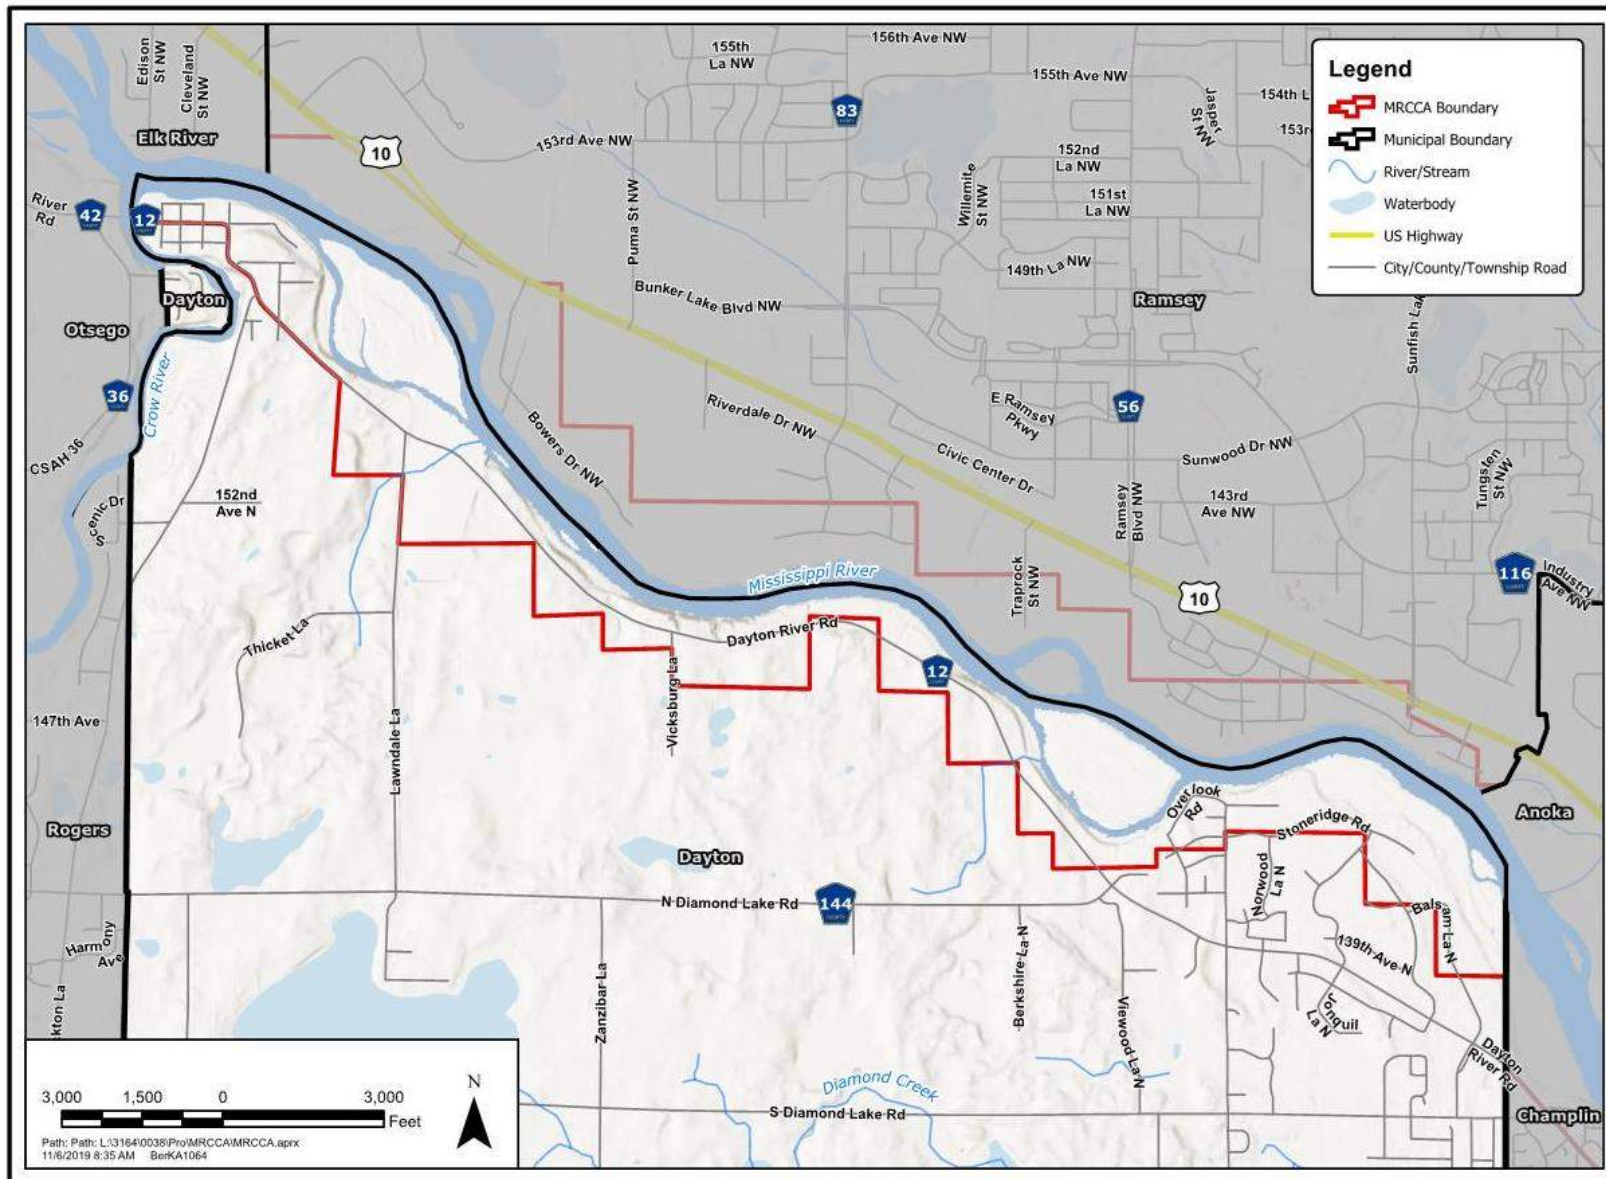 Edison
St NW
Cleveland
St NW
Elk River
10
155th
La NW
156th Ave NW
83
155th Ave NW
Jasper
St NW
154th L
153r
153rd Ave NW
152nd
La NW
Willemite
St NW
151st
La NW
Legend
MRCCA Boundary
Municipal Boundary
River/Stream
Waterbody
US Highway
City/County/Township Road
River
Rd
42
12
Dayton
Otsego
36
Crow River
CSAH 36
Scenic Dr
152nd
Ave N
Puma St NW
Bunker Lake Blvd NW
149th La NW
Ramsey
Sunfish Lak
Riverdale Dr NW
E Ramsey
Pkwy
56
Bowers Dr NW
Civic Center Dr
Sunwood Dr NW
Ramsey
Blvd NW
143rd
Ave NW
Tungsten
St NW
Mississippi River
Traprock
St NW
10
116
Industry
Ave NW
Thicket La
Dayton River Rd
12
147th Ave
Lawndale La
Vicksburg La
Rogers
Dayton
Overlook
Rd
Stoneridge Rd
Anoka
N Diamond Lake Rd
144
Norwood
La N
Balsam La N
139th Ave N
Harmony
Ave
kton La
Zanzibar La
Berkshire La N
Viewood La N
Jonquil
La N
Dayton
River Rd
Diamond Creek
S Diamond Lake Rd
Champlin
3,000 1,500 0 3,000
Feet
N
Path: Path: L:\3164\0038\Pro\MRCCA\MRCCA.aprx
11/6/2019 8:35 AM BerKA1064